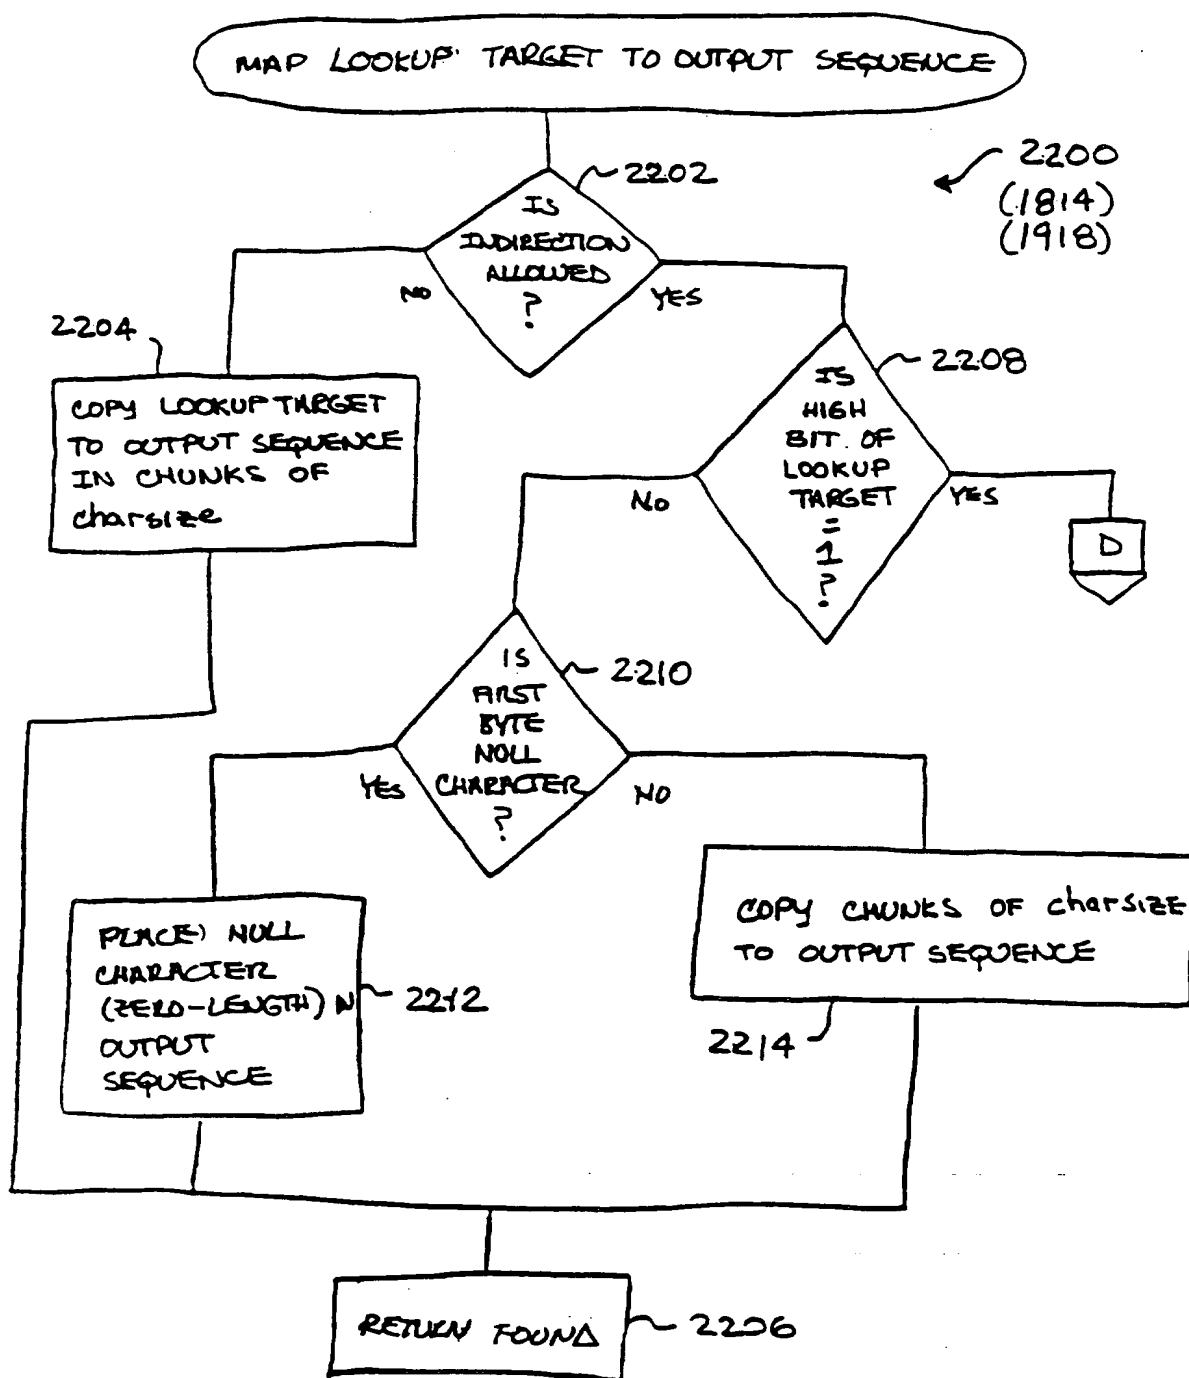 MAP LOOKUP TARGET TO OUTPUT SEQUENCE
2200
(1814)
(1918)
2202
IS
INDIRECTION
ALLOWED
?
NO
YES
2204
COPY LOOKUP TARGET
TO OUTPUT SEQUENCE
IN CHUNKS OF
charsize
2208
IS
HIGH
BIT OF
LOOKUP
TARGET
=
1
?
NO
YES
D
2210
IS
FIRST
BYTE
NULL
CHARACTER
?
YES
NO
PLACE NULL
CHARACTER
(ZERO-LENGTH) IN
OUTPUT
SEQUENCE
2212
COPY CHUNKS OF charsize
TO OUTPUT SEQUENCE
2214
RETURN FOUND
2206